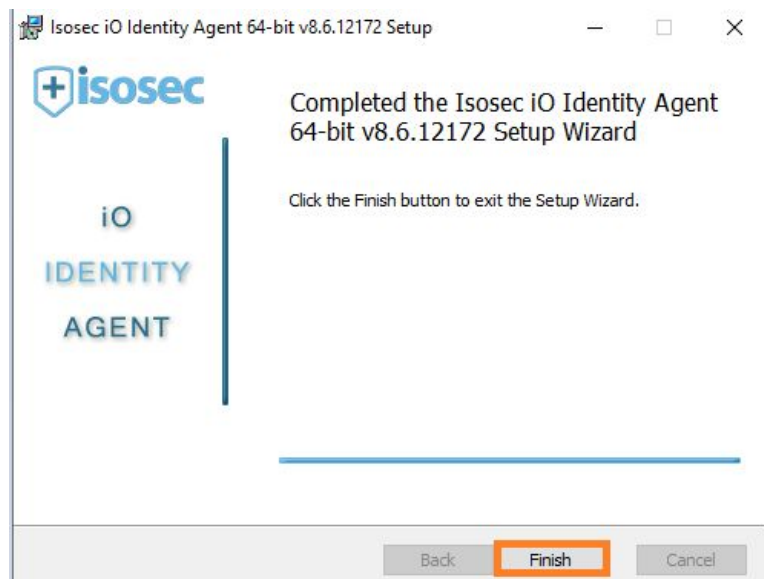 Isosec iO Identity Agent 64-bit v8.6.12172 Setup
isosec
Completed the Isosec iO Identity Agent
64-bit v8.6.12172 Setup Wizard
Click the Finish button to exit the Setup Wizard.
iO
IDENTITY
AGENT
Back
Finish
Cancel